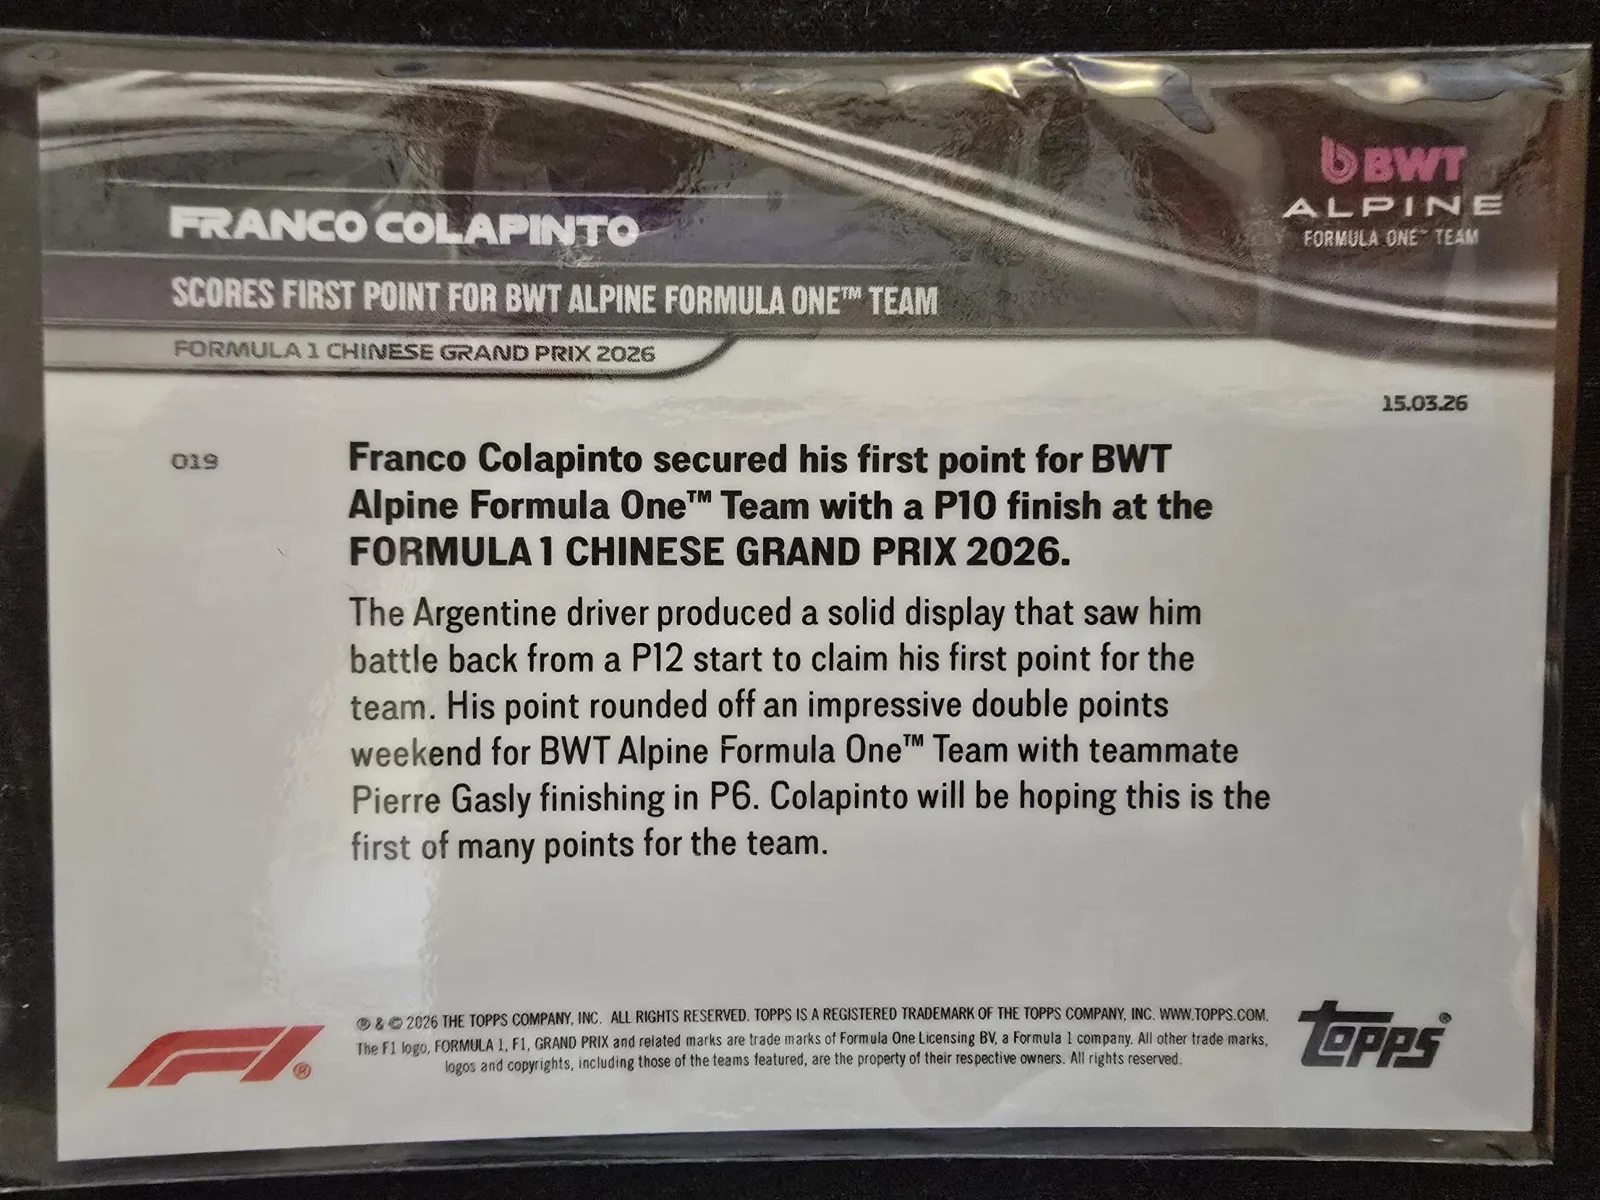 BWT
ALPINE
FORMULA ONE™ TEAM
FRANCO COLAPINTO
SCORES FIRST POINT FOR BWT ALPINE FORMULA ONE™ TEAM
FORMULA 1 CHINESE GRAND PRIX 2026
15.03.26
019
Franco Colapinto secured his first point for BWT
Alpine Formula One™ Team with a P10 finish at the
FORMULA 1 CHINESE GRAND PRIX 2026.
The Argentine driver produced a solid display that saw him
battle back from a P12 start to claim his first point for the
team. His point rounded off an impressive double points
weekend for BWT Alpine Formula One™ Team with teammate
Pierre Gasly finishing in P6. Colapinto will be hoping this is the
first of many points for the team.
® & © 2026 THE TOPPS COMPANY, INC. ALL RIGHTS RESERVED. TOPPS IS A REGISTERED TRADEMARK OF THE TOPPS COMPANY, INC. WWW.TOPPS.COM.
The F1 logo, FORMULA 1, F1, GRAND PRIX and related marks are trade marks of Formula One Licensing BV, a Formula 1 company. All other trade marks,
logos and copyrights, including those of the teams featured, are the property of their respective owners. All rights reserved.
F1®
TOPPS®